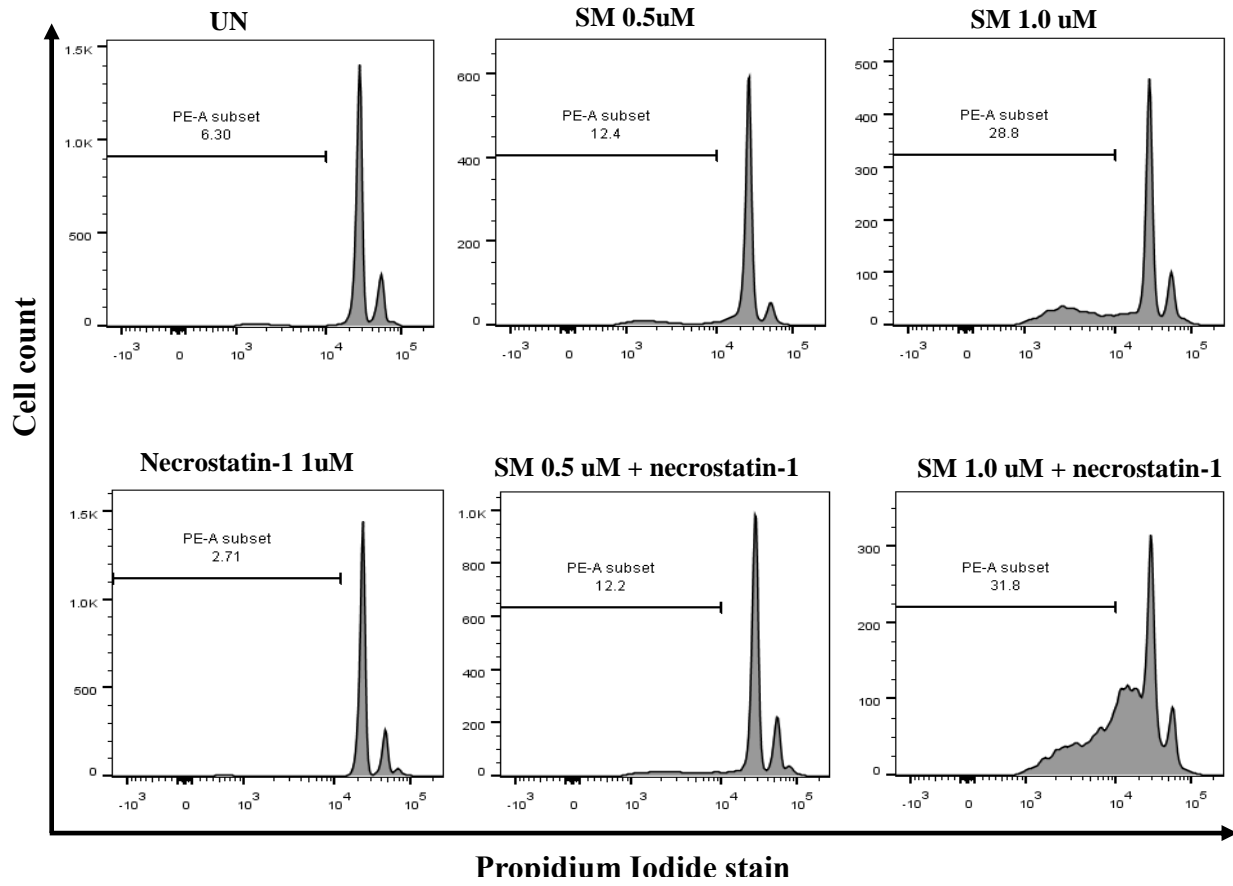 UN
SM 0.5uM
SM 1.0 uM
1.5K
1.0K
500
0
PE-A subset
6.30
-10^3 0 10^3 10^4 10^5
600
400
200
0
PE-A subset
12.4
-10^3 0 10^3 10^4 10^5
500
400
300
200
100
0
PE-A subset
28.8
-10^3 0 10^3 10^4 10^5
Cell count
Necrostatin-1 1uM
SM 0.5 uM + necrostatin-1
SM 1.0 uM + necrostatin-1
1.5K
1.0K
500
0
PE-A subset
2.71
-10^3 0 10^3 10^4 10^5
1.0K
800
600
400
200
0
PE-A subset
12.2
-10^3 0 10^3 10^4 10^5
300
200
100
0
PE-A subset
31.8
-10^3 0 10^3 10^4 10^5
Propidium Iodide stain